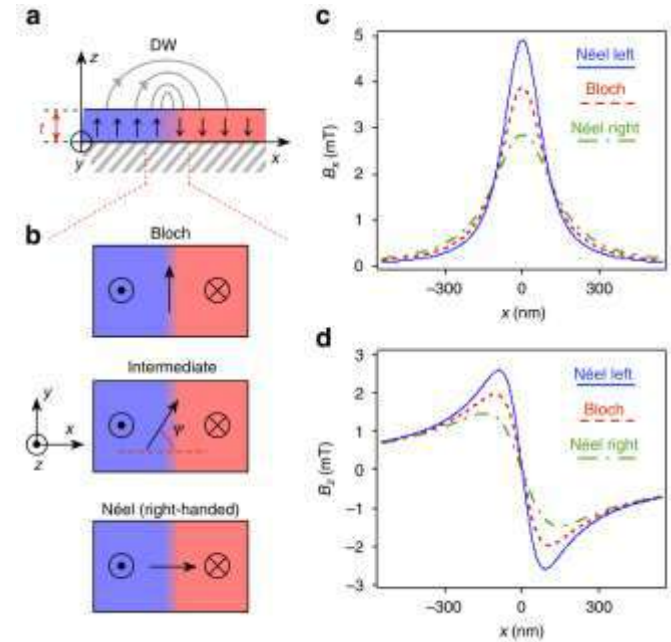 a
DW
z
t
y
x
b
Bloch
Intermediate
y
x
z
ψ
Néel (right-handed)
c
5
4
3
2
1
0
Bx (mT)
Néel left
Bloch
Néel right
–300
0
300
x (nm)
d
3
2
1
0
–1
–2
–3
Bz (mT)
Néel left
Bloch
Néel right
–300
0
300
x (nm)